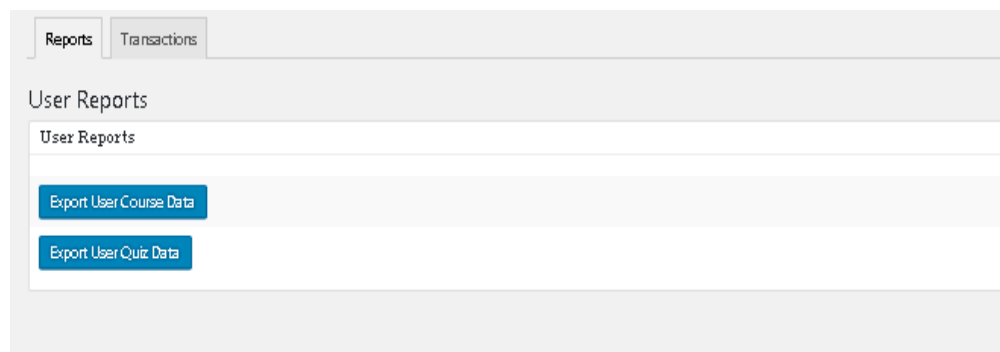 Reports Transactions
User Reports
User Reports
Export User Course Data
Export User Quiz Data